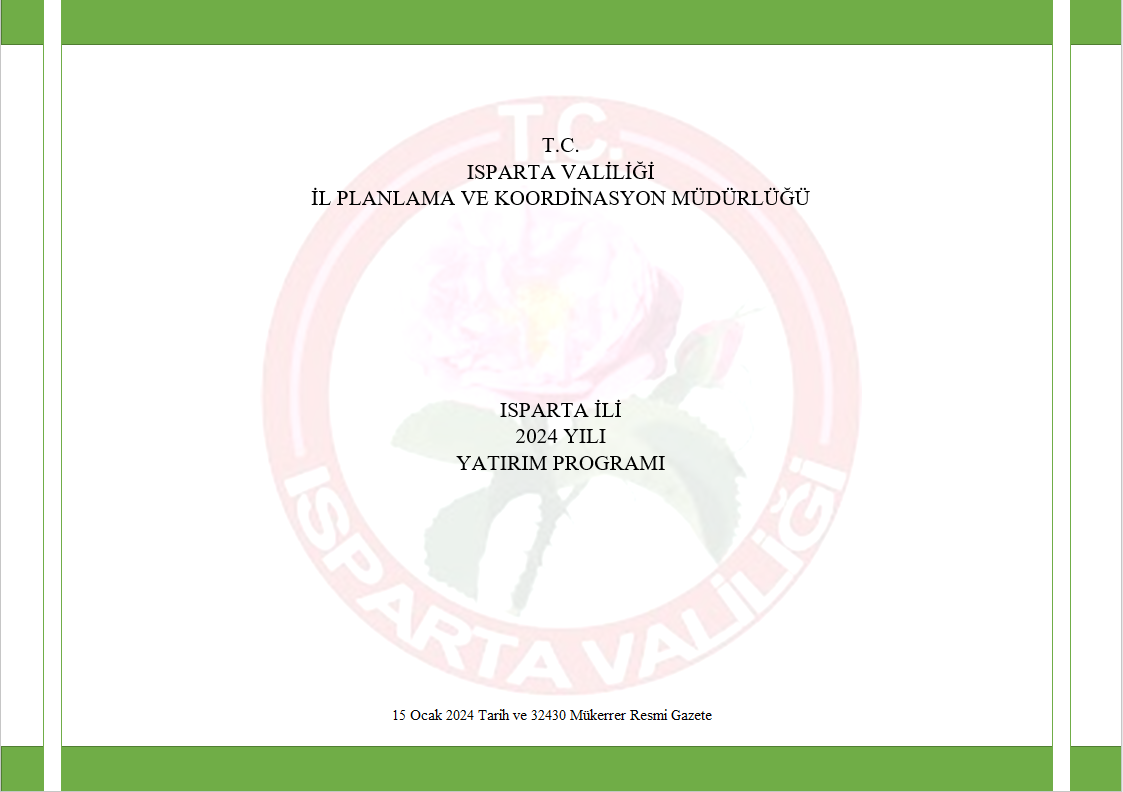 T.C.
T.C.
ISPARTA VALİLİĞİ
İL PLANLAMA VE KOORDİNASYON MÜDÜRLÜĞÜ
ISPARTA İLİ
2024 YILI
YATIRIM PROGRAMI
ISPARTA VALİLİĞİ
15 Ocak 2024 Tarih ve 32430 Mükerrer Resmi Gazete